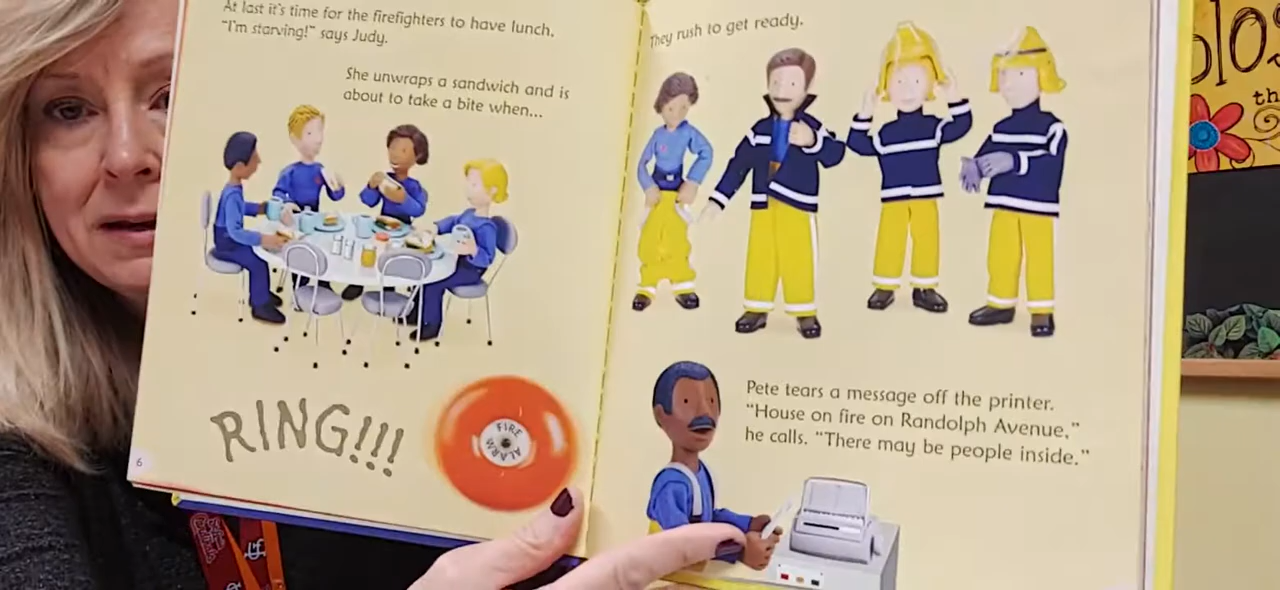 At last it's time for the firefighters to have lunch.
"I'm starving!" says Judy.
She unwraps a sandwich and is
about to take a bite when...
RING!!!
FIRE
ALARM
6
They rush to get ready.
Pete tears a message off the printer.
"House on fire on Randolph Avenue,"
he calls. "There may be people inside."
th